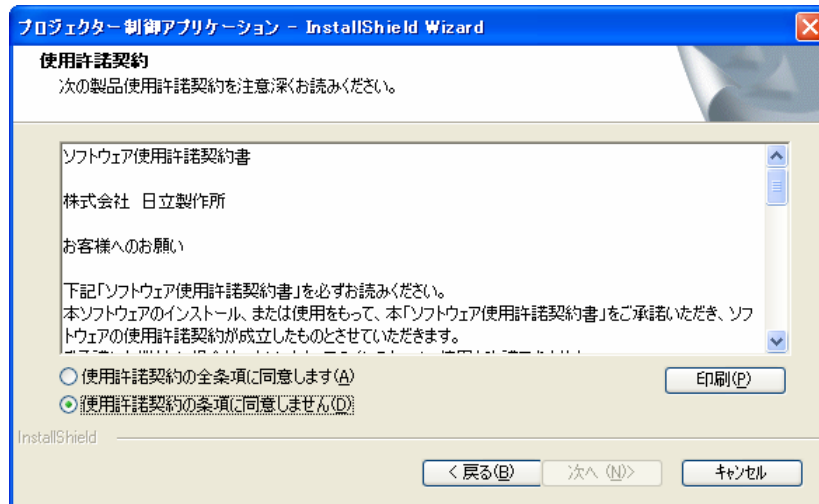 プロジェクター制御アプリケーション - InstallShield Wizard
使用許諾契約
次の製品使用許諾契約を注意深くお読みください。
ソフトウェア使用許諾契約書
株式会社　日立製作所
お客様へのお願い
下記「ソフトウェア使用許諾契約書」を必ずお読みください。
本ソフトウェアのインストール、または使用をもって、本「ソフトウェア使用許諾契約書」をご承諾いただき、ソフ
トウェアの使用許諾契約が成立したものとさせていただきます。
使用許諾契約の全条項に同意します(A)
印刷(P)
使用許諾契約の条項に同意しません(D)
InstallShield
< 戻る(B)
次へ (N)>
キャンセル